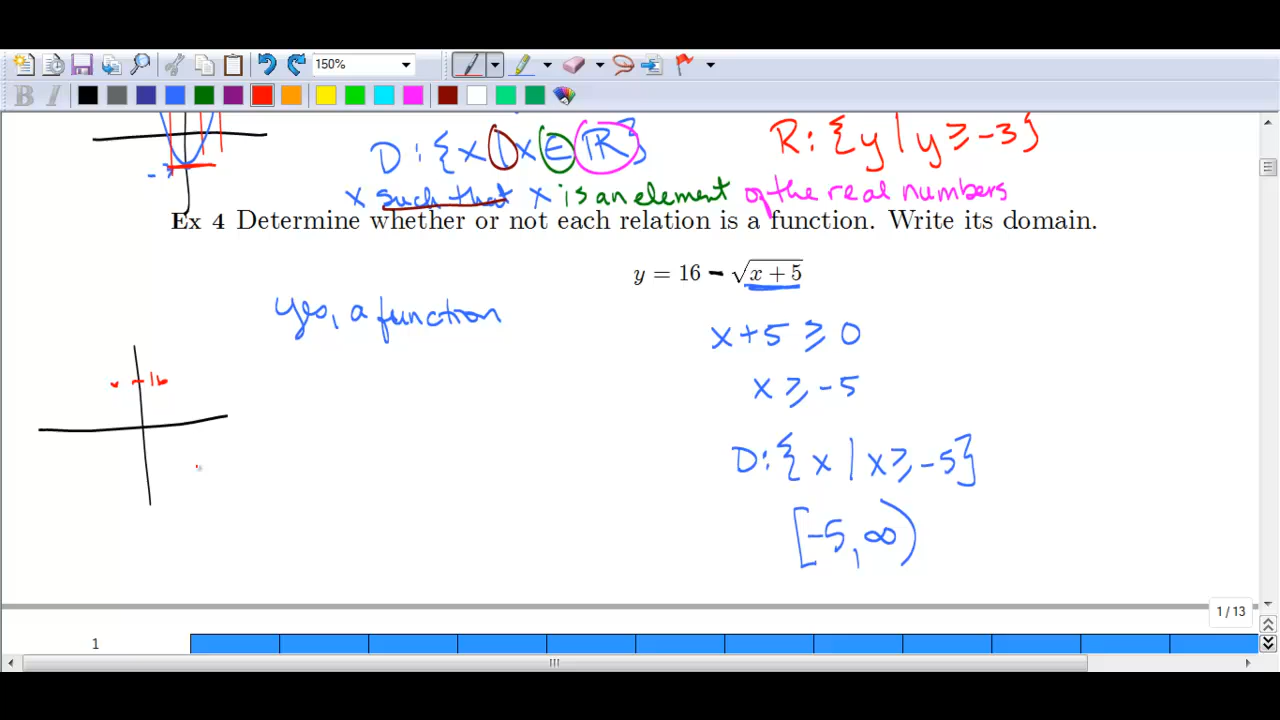 150%
B I
D : {x | x ∈ ℝ} R : {y | y ≥ -3}
x such that x is an element of the real numbers
Ex 4 Determine whether or not each relation is a function. Write its domain.
y = 16 - √(x + 5)
yes, a function
x + 5 ≥ 0
16
x ≥ -5
D: {x | x ≥ -5}
[-5, ∞)
1 / 13
1